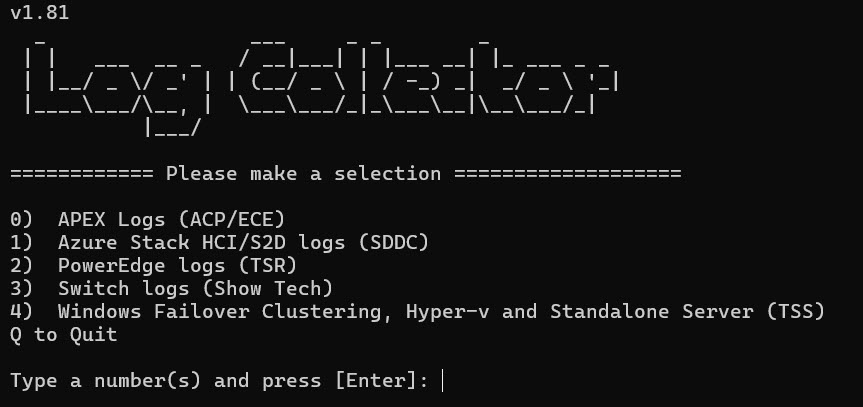 v1.81
Log Collector
============ Please make a selection ===================
0)  APEX Logs (ACP/ECE)
1)  Azure Stack HCI/S2D logs (SDDC)
2)  PowerEdge logs (TSR)
3)  Switch logs (Show Tech)
4)  Windows Failover Clustering, Hyper-v and Standalone Server (TSS)
Q to Quit
Type a number(s) and press [Enter]: